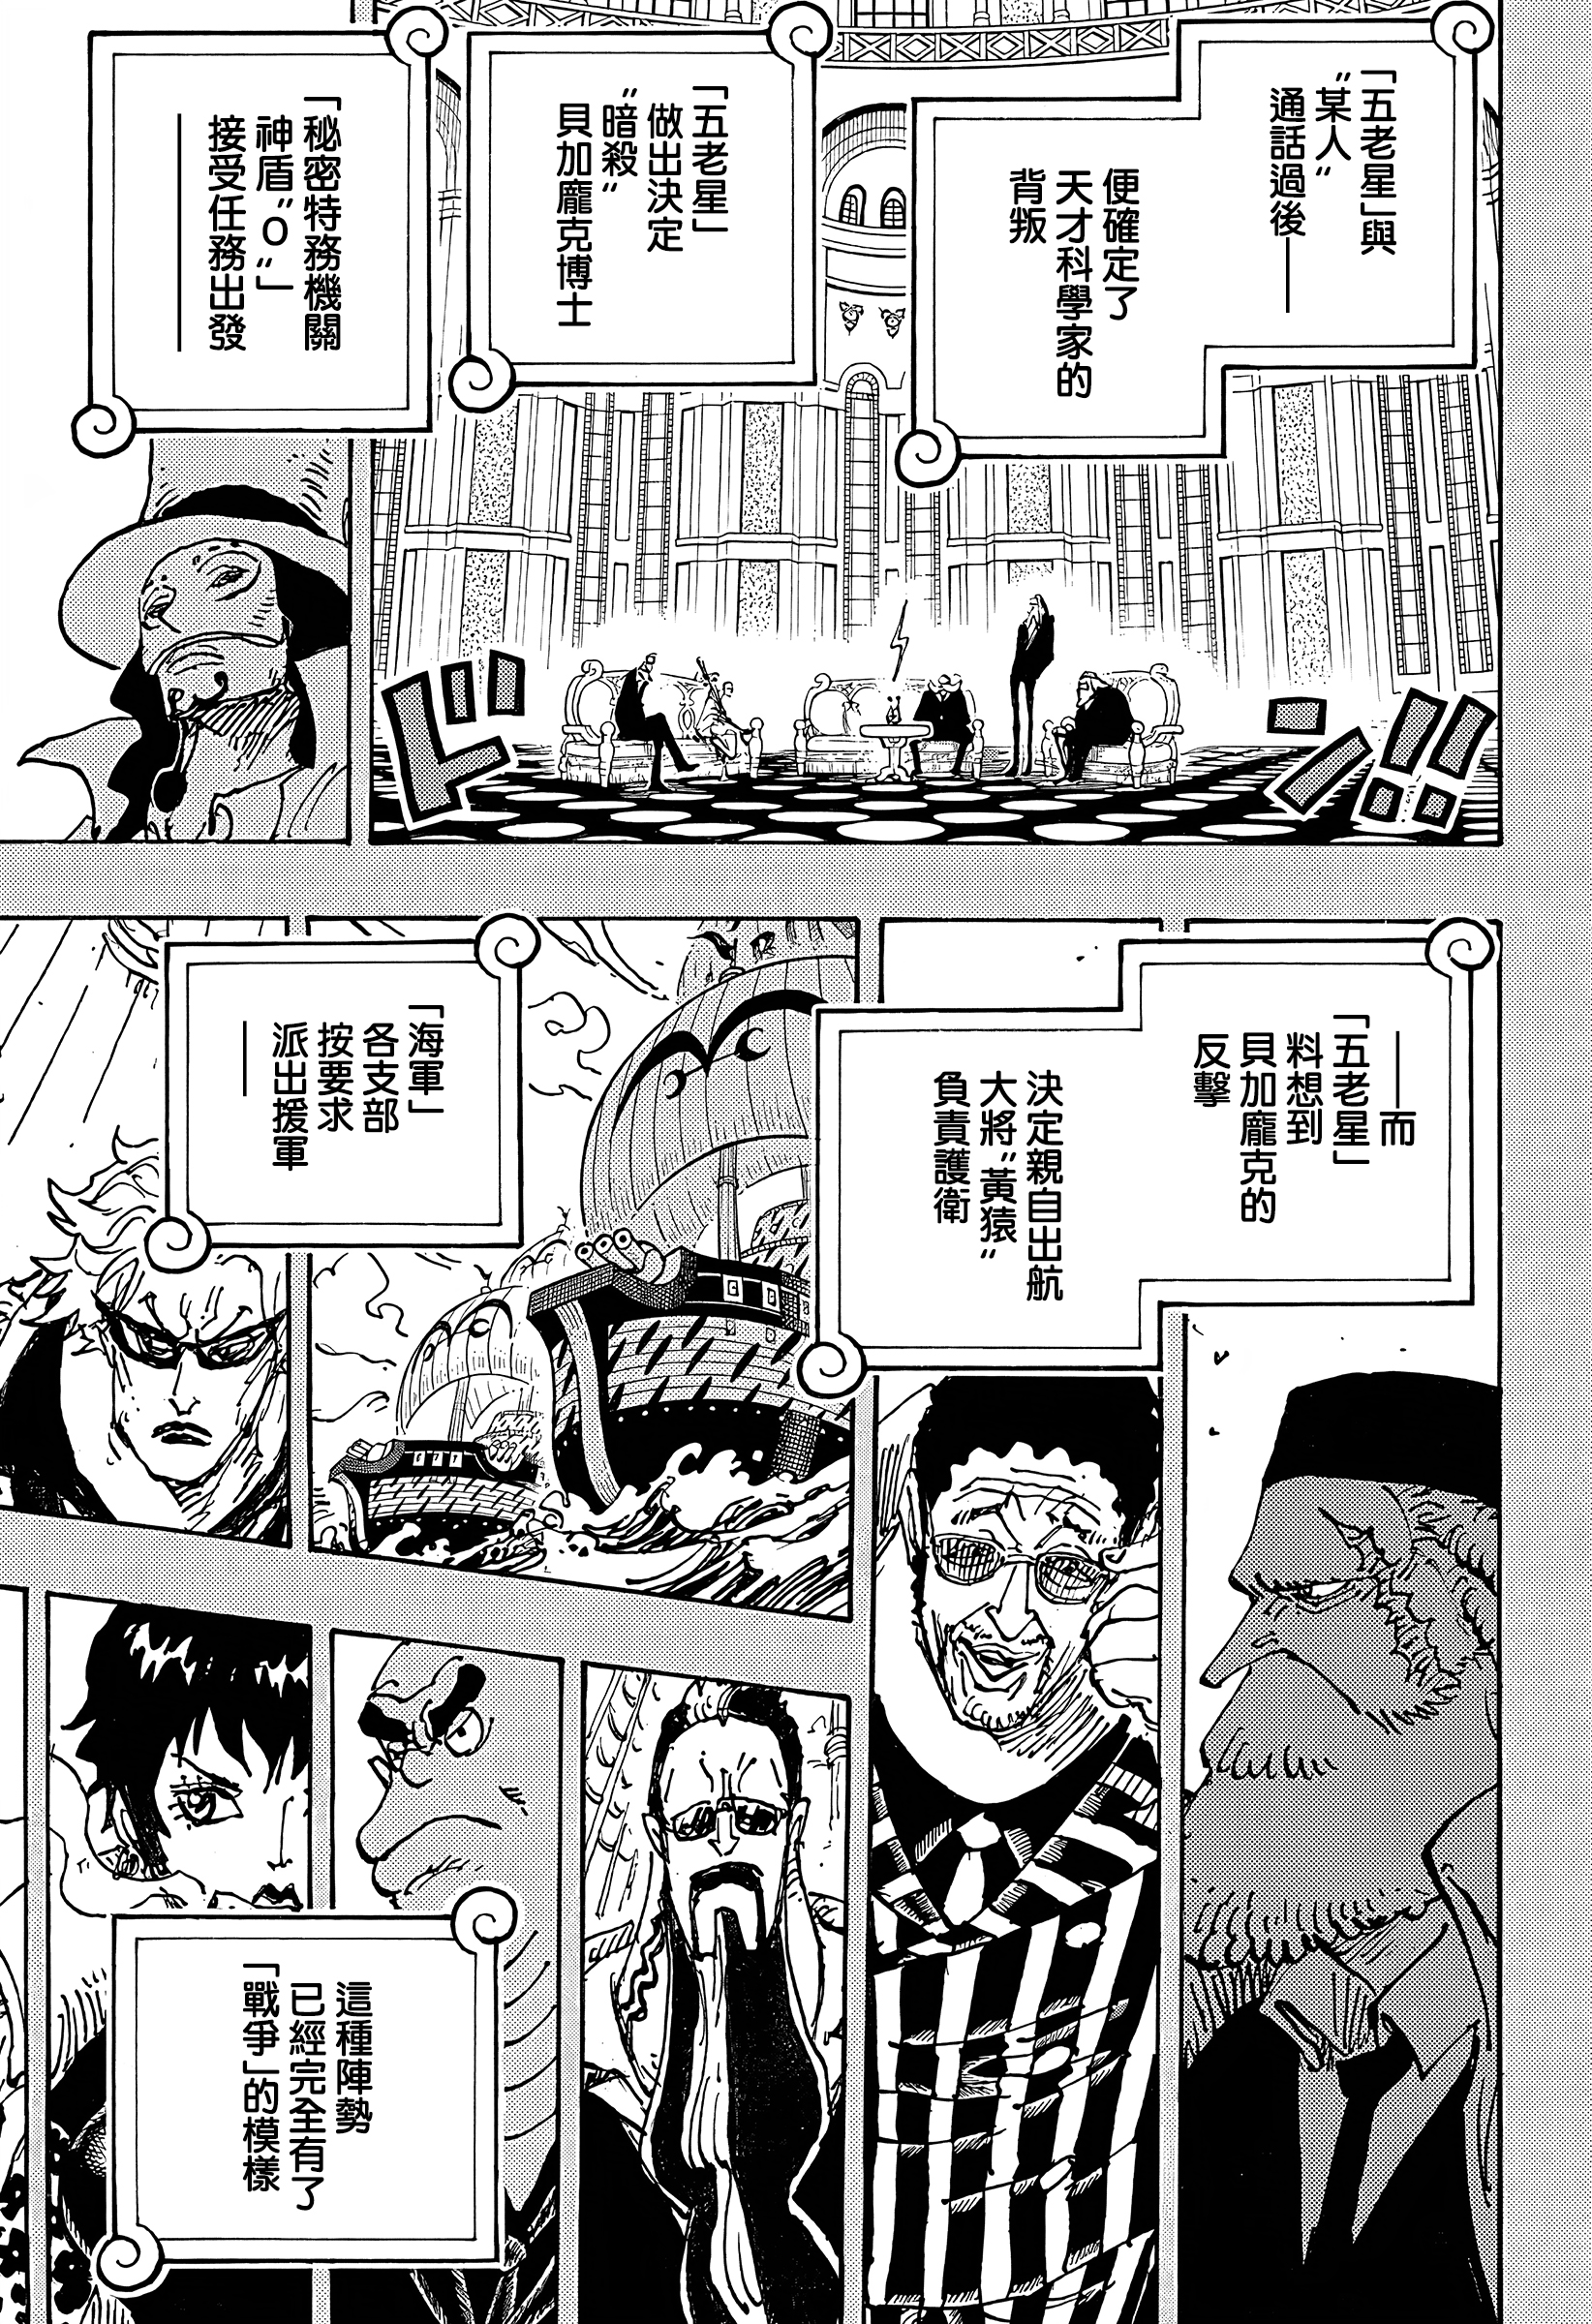 「五老星」與
“某人”
通話過後——
便確定了
天才科學家的
背叛
「五老星」
做出決定
“暗殺”
貝加龐克博士
「秘密特務機關
神盾“0”」
接受任務出發
——
ドン!!
——而
「五老星」
料想到
貝加龐克的
反擊
決定親自出航
大將“黃猿”
負責護衛
「海軍」
各支部
按要求
派出援軍
——
這種陣勢
已經完全有了
「戰爭」的模樣